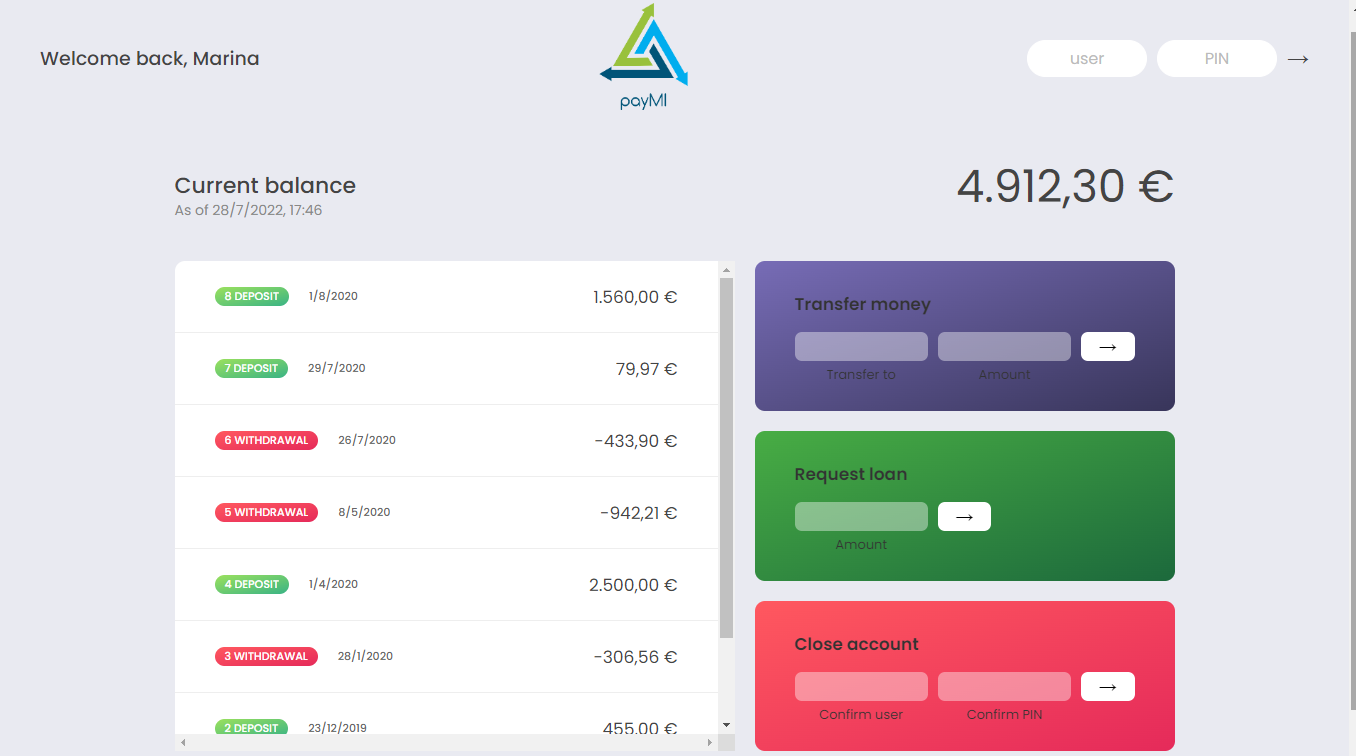 Welcome back, Marina
payMI
user
PIN
→
Current balance
As of 28/7/2022, 17:46
4.912,30 €
8 DEPOSIT 1/8/2020 1.560,00 €
7 DEPOSIT 29/7/2020 79,97 €
6 WITHDRAWAL 26/7/2020 -433,90 €
5 WITHDRAWAL 8/5/2020 -942,21 €
4 DEPOSIT 1/4/2020 2.500,00 €
3 WITHDRAWAL 28/1/2020 -306,56 €
2 DEPOSIT 23/12/2019 455,00 €
Transfer money
→
Transfer to Amount
Request loan
→
Amount
Close account
→
Confirm user Confirm PIN